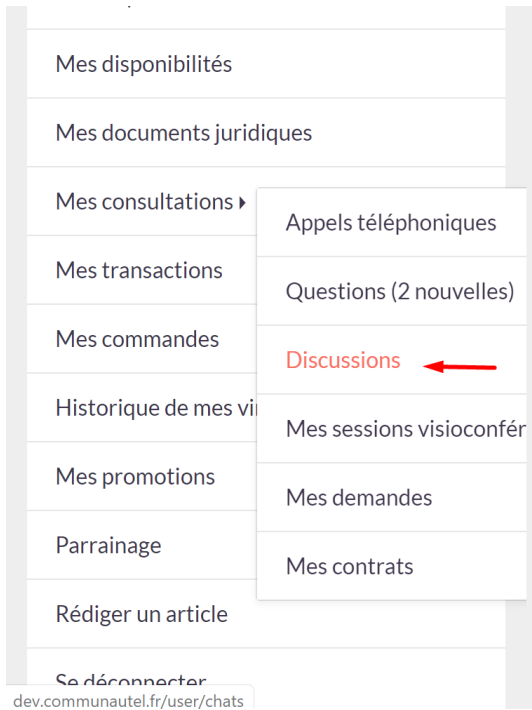 Mes disponibilités
Mes documents juridiques
Mes consultations
Mes transactions
Mes commandes
Historique de mes
Mes promotions
Parrainage
Rédiger un article
Se déconnecter
Appels téléphoniques
Questions (2 nouvelles)
Discussions
Mes sessions
Mes demandes
Mes contrats
dev.communautel.fr/user/chats